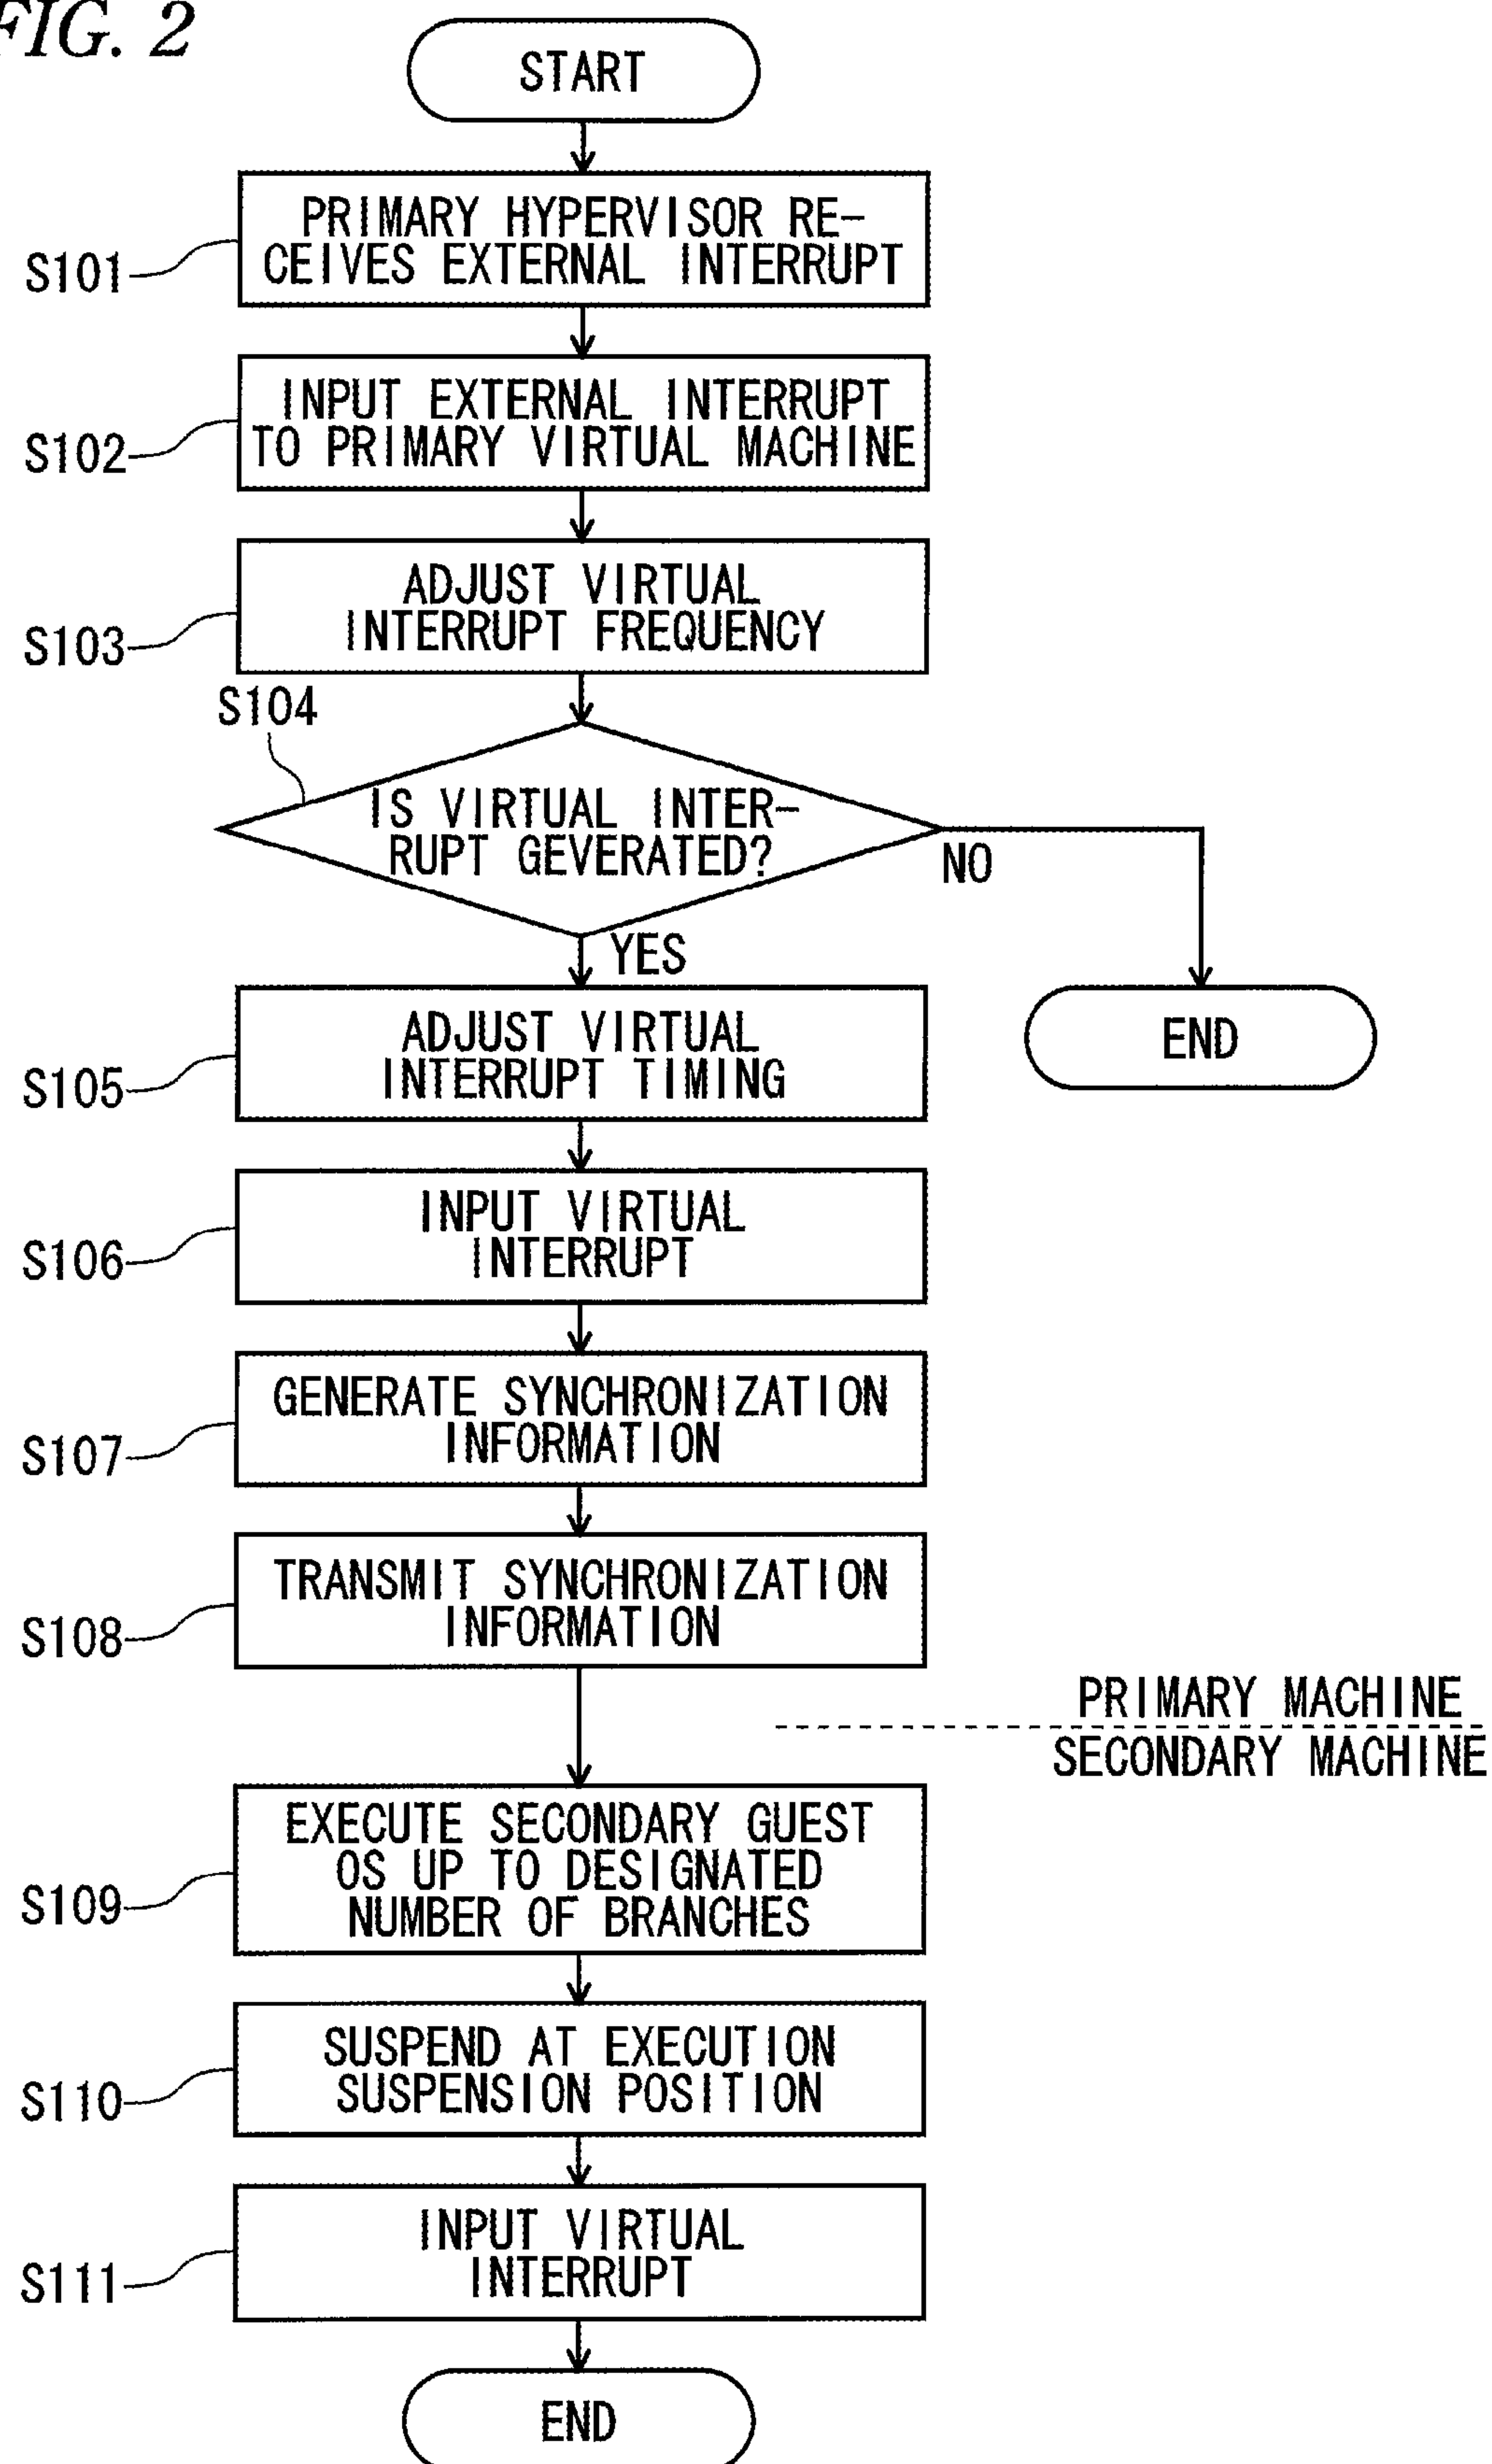 FIG. 2
START
PRIMARY HYPERVISOR RE-
CEIVES EXTERNAL INTERRUPT
S101
INPUT EXTERNAL INTERRUPT
TO PRIMARY VIRTUAL MACHINE
S102
ADJUST VIRTUAL
INTERRUPT FREQUENCY
S103
S104
IS VIRTUAL INTER-
RUPT GEVERATED?
NO
YES
END
ADJUST VIRTUAL
INTERRUPT TIMING
S105
INPUT VIRTUAL
INTERRUPT
S106
GENERATE SYNCHRONIZATION
INFORMATION
S107
TRANSMIT SYNCHRONIZATION
INFORMATION
S108
PRIMARY MACHINE
SECONDARY MACHINE
EXECUTE SECONDARY GUEST
OS UP TO DESIGNATED
NUMBER OF BRANCHES
S109
SUSPEND AT EXECUTION
SUSPENSION POSITION
S110
INPUT VIRTUAL
INTERRUPT
S111
END